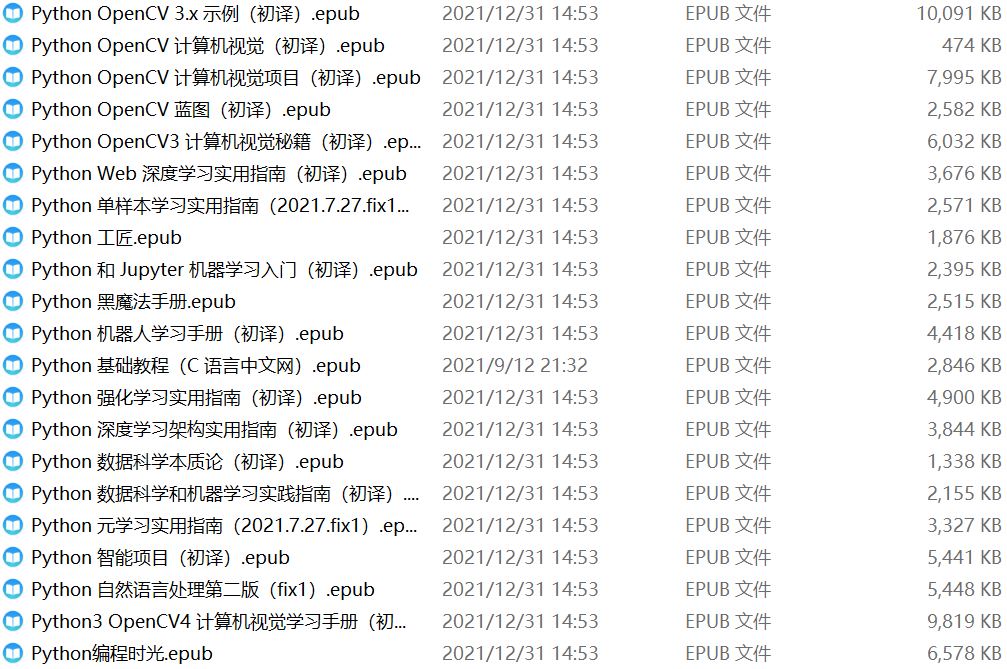 Python OpenCV 3.x 示例（初译）.epub 2021/12/31 14:53 EPUB 文件 10,091 KB
Python OpenCV 计算机视觉（初译）.epub 2021/12/31 14:53 EPUB 文件 474 KB
Python OpenCV 计算机视觉项目（初译）.epub 2021/12/31 14:53 EPUB 文件 7,995 KB
Python OpenCV 蓝图（初译）.epub 2021/12/31 14:53 EPUB 文件 2,582 KB
Python OpenCV3 计算机视觉秘籍（初译）.ep... 2021/12/31 14:53 EPUB 文件 6,032 KB
Python Web 深度学习实用指南（初译）.epub 2021/12/31 14:53 EPUB 文件 3,676 KB
Python 单样本学习实用指南（2021.7.27.fix1... 2021/12/31 14:53 EPUB 文件 2,571 KB
Python 工匠.epub 2021/12/31 14:53 EPUB 文件 1,876 KB
Python 和 Jupyter 机器学习入门（初译）.epub 2021/12/31 14:53 EPUB 文件 2,395 KB
Python 黑魔法手册.epub 2021/12/31 14:53 EPUB 文件 2,515 KB
Python 机器人学习手册（初译）.epub 2021/12/31 14:53 EPUB 文件 4,418 KB
Python 基础教程（C 语言中文网）.epub 2021/9/12 21:32 EPUB 文件 2,846 KB
Python 强化学习实用指南（初译）.epub 2021/12/31 14:53 EPUB 文件 4,900 KB
Python 深度学习架构实用指南（初译）.epub 2021/12/31 14:53 EPUB 文件 3,844 KB
Python 数据科学本质论（初译）.epub 2021/12/31 14:53 EPUB 文件 1,338 KB
Python 数据科学和机器学习实践指南（初译）.... 2021/12/31 14:53 EPUB 文件 2,155 KB
Python 元学习实用指南（2021.7.27.fix1）.ep... 2021/12/31 14:53 EPUB 文件 3,327 KB
Python 智能项目（初译）.epub 2021/12/31 14:53 EPUB 文件 5,441 KB
Python 自然语言处理第二版（fix1）.epub 2021/12/31 14:53 EPUB 文件 5,448 KB
Python3 OpenCV4 计算机视觉学习手册（初... 2021/12/31 14:53 EPUB 文件 9,819 KB
Python编程时光.epub 2021/12/31 14:53 EPUB 文件 6,578 KB